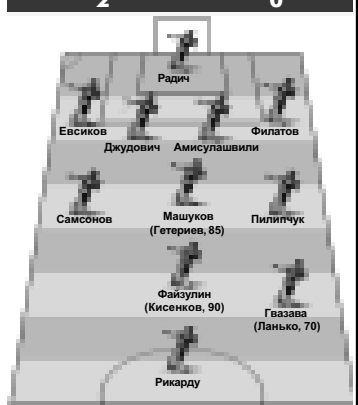 2 0
Радич
Евсиков Филатов
Джудович Амисулашвили
Самсонов Машуков Пилипчук
(Гетериев, 85)
Файзулин
(Кисенков, 90)
Гвазава
(Ланько, 70)
Рикарду